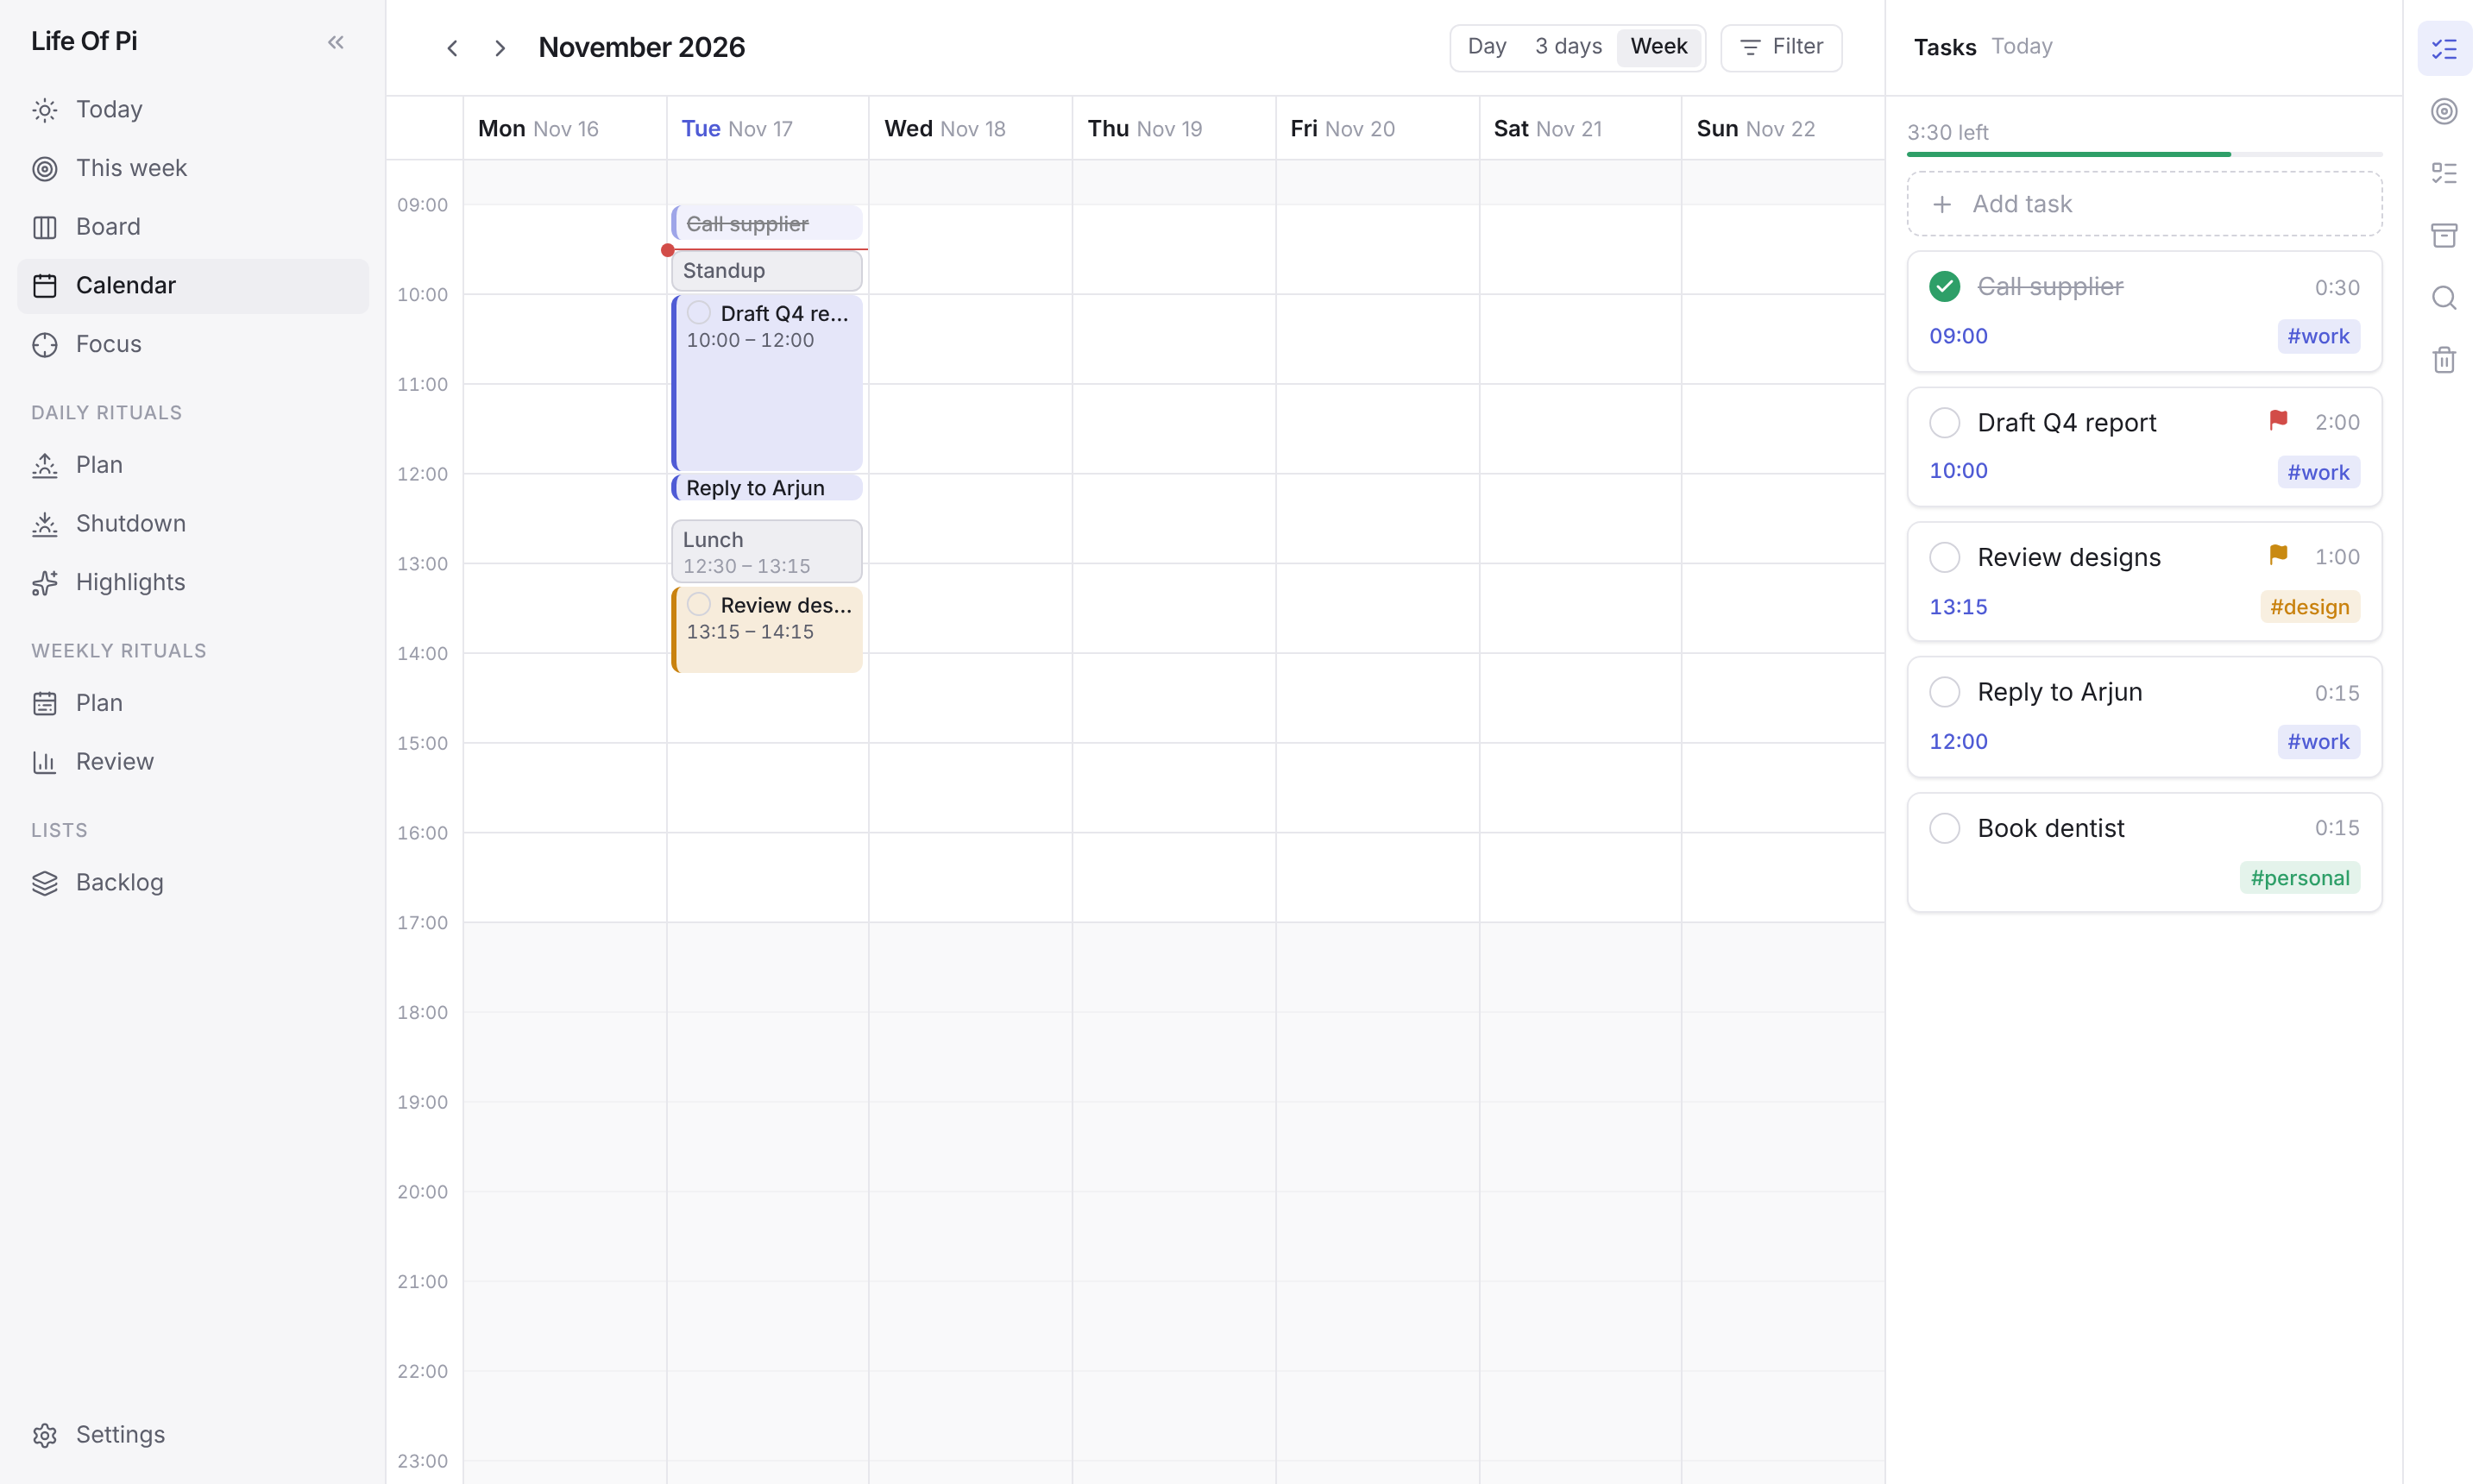 Life Of Pi
Today
This week
Board
Calendar
Focus
DAILY RITUALS
Plan
Shutdown
Highlights
WEEKLY RITUALS
Plan
Review
LISTS
Backlog
Settings
November 2026
Day 3 days Week Filter
Mon Nov 16 Tue Nov 17 Wed Nov 18 Thu Nov 19 Fri Nov 20 Sat Nov 21 Sun Nov 22
09:00
Call supplier
Standup
10:00
Draft Q4 re...
10:00 – 12:00
11:00
12:00
Reply to Arjun
Lunch
12:30 – 13:15
13:00
Review des...
13:15 – 14:15
14:00
15:00
16:00
17:00
18:00
19:00
20:00
21:00
22:00
23:00
Tasks Today
3:30 left
Add task
Call supplier 0:30
09:00 #work
Draft Q4 report 2:00
10:00 #work
Review designs 1:00
13:15 #design
Reply to Arjun 0:15
12:00 #work
Book dentist 0:15
#personal